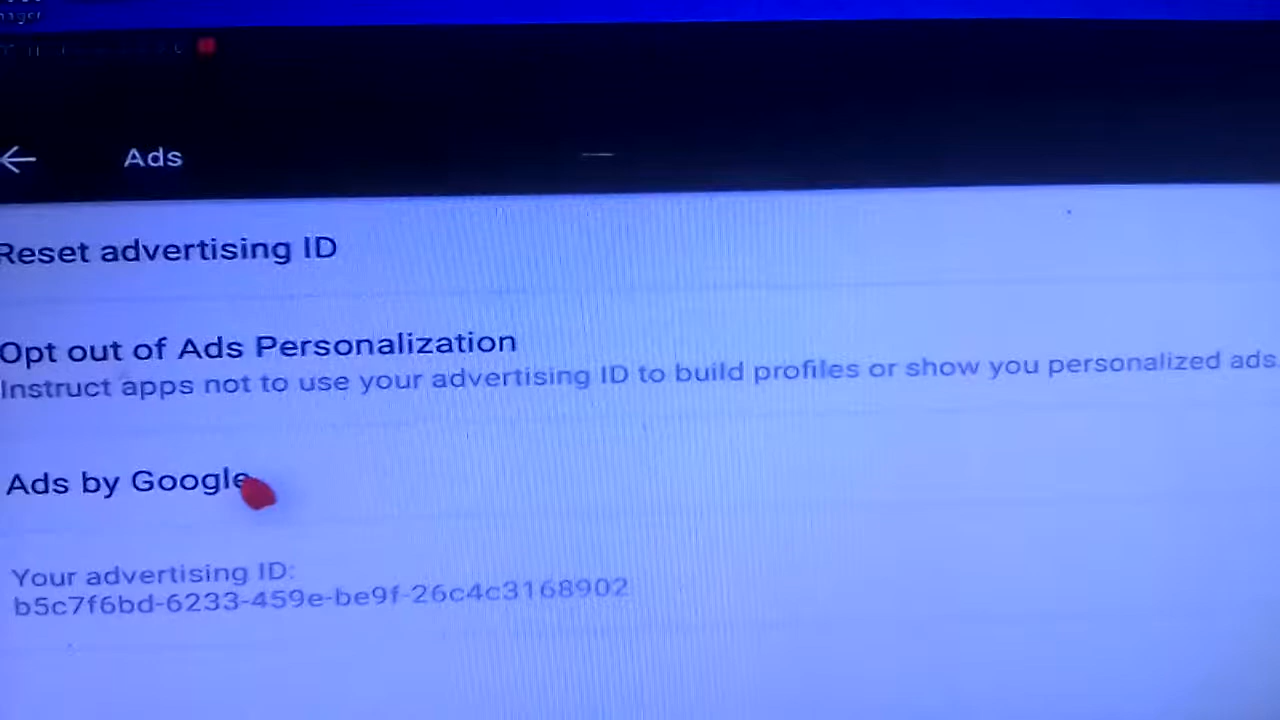 Ads
Reset advertising ID
Opt out of Ads Personalization
Instruct apps not to use your advertising ID to build profiles or show you personalized ads.
Ads by Google
Your advertising ID:
b5c7f6bd-6233-459e-be9f-26c4c3168902